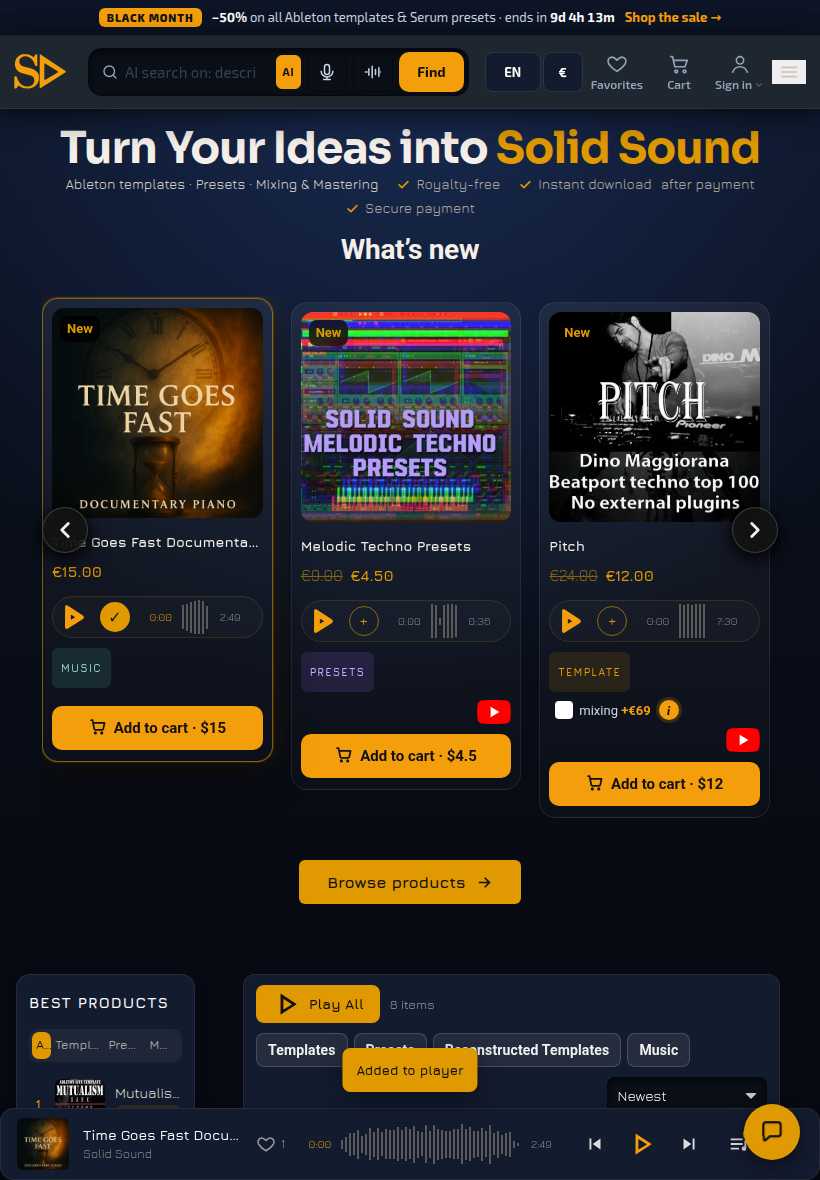 BLACK MONTH −50% on all Ableton templates & Serum presets · ends in 9d 4h 13m Shop the sale →
S
AI search on: descri AI Find EN € Favorites Cart Sign in
Turn Your Ideas into Solid Sound
Ableton templates · Presets · Mixing & Mastering ✓ Royalty-free ✓ Instant download after payment
✓ Secure payment
What's new
New
TIME GOES
FAST
DOCUMENTARY PIANO
Goes Fast Documenta...
€15.00
✓ 0:00 2:49
MUSIC
Add to cart · $15
New
SOLID SOUND
MELODIC TECHNO
PRESETS
Melodic Techno Presets
€9.00 €4.50
+ 0:00 0:36
PRESETS
Add to cart · $4.5
New
DINO M
PITCH
Pioneer
Dino Maggiorana
Beatport techno top 100
No external plugins
Pitch
€24.00 €12.00
+ 0:00 7:30
TEMPLATE
mixing +€69 i
Add to cart · $12
Browse products →
BEST PRODUCTS
A... Templ... Pre... M...
1
MUTUALISM
Mutualis...
Play All 8 items
Templates Presets Reconstructed Templates Music
Added to player
Newest
TIME GOES
FAST
Time Goes Fast Docu...
Solid Sound
1 0:00 2:49